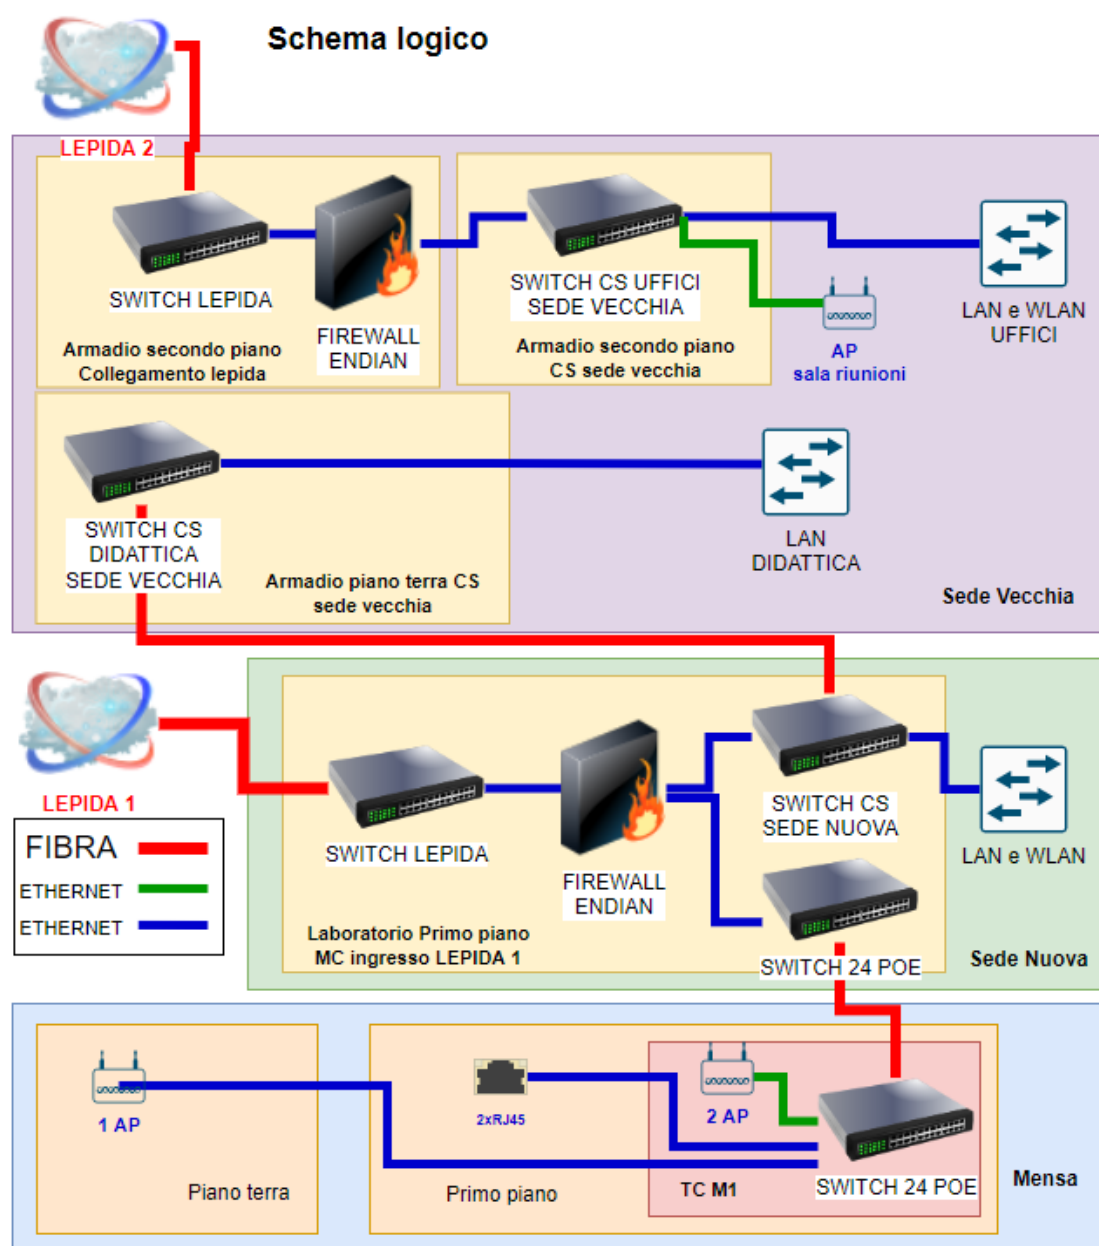 Schema logico
LEPIDA 2
SWITCH LEPIDA
FIREWALL
ENDIAN
Armadio secondo piano
Collegamento lepida
SWITCH CS UFFICI
SEDE VECCHIA
Armadio secondo piano
CS sede vecchia
AP
sala riunioni
LAN e WLAN
UFFICI
SWITCH CS
DIDATTICA
SEDE VECCHIA
Armadio piano terra CS
sede vecchia
LAN
DIDATTICA
Sede Vecchia
LEPIDA 1
FIBRA
ETHERNET
ETHERNET
SWITCH LEPIDA
FIREWALL
ENDIAN
SWITCH CS
SEDE NUOVA
LAN e WLAN
Laboratorio Primo piano
MC ingresso LEPIDA 1
SWITCH 24 POE
Sede Nuova
1 AP
Piano terra
2xRJ45
Primo piano
2 AP
TC M1
SWITCH 24 POE
Mensa